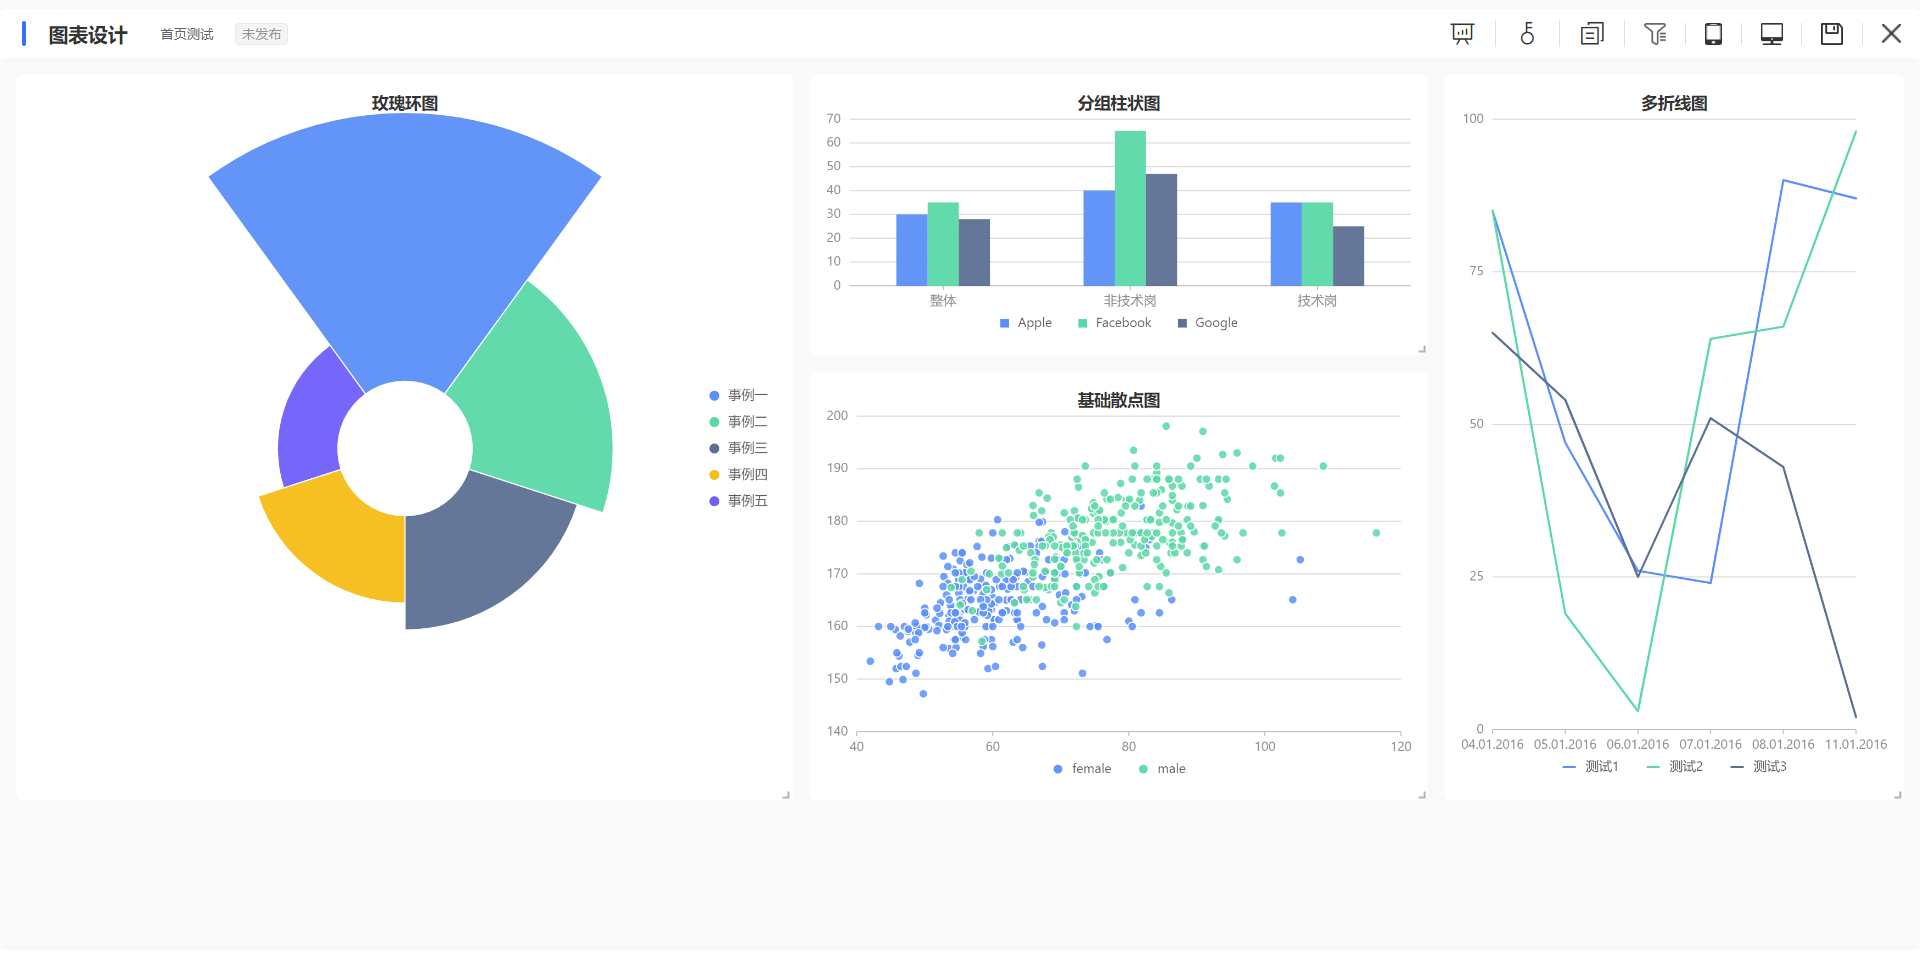 图表设计 首页测试 未发布
玫瑰环图
事例一
事例二
事例三
事例四
事例五
分组柱状图
70
60
50
40
30
20
10
0
整体 非技术岗 技术岗
Apple Facebook Google
基础散点图
200
190
180
170
160
150
140
40 60 80 100 120
female male
多折线图
100
75
50
25
0
04.01.2016 05.01.2016 06.01.2016 07.01.2016 08.01.2016 11.01.2016
测试1 测试2 测试3